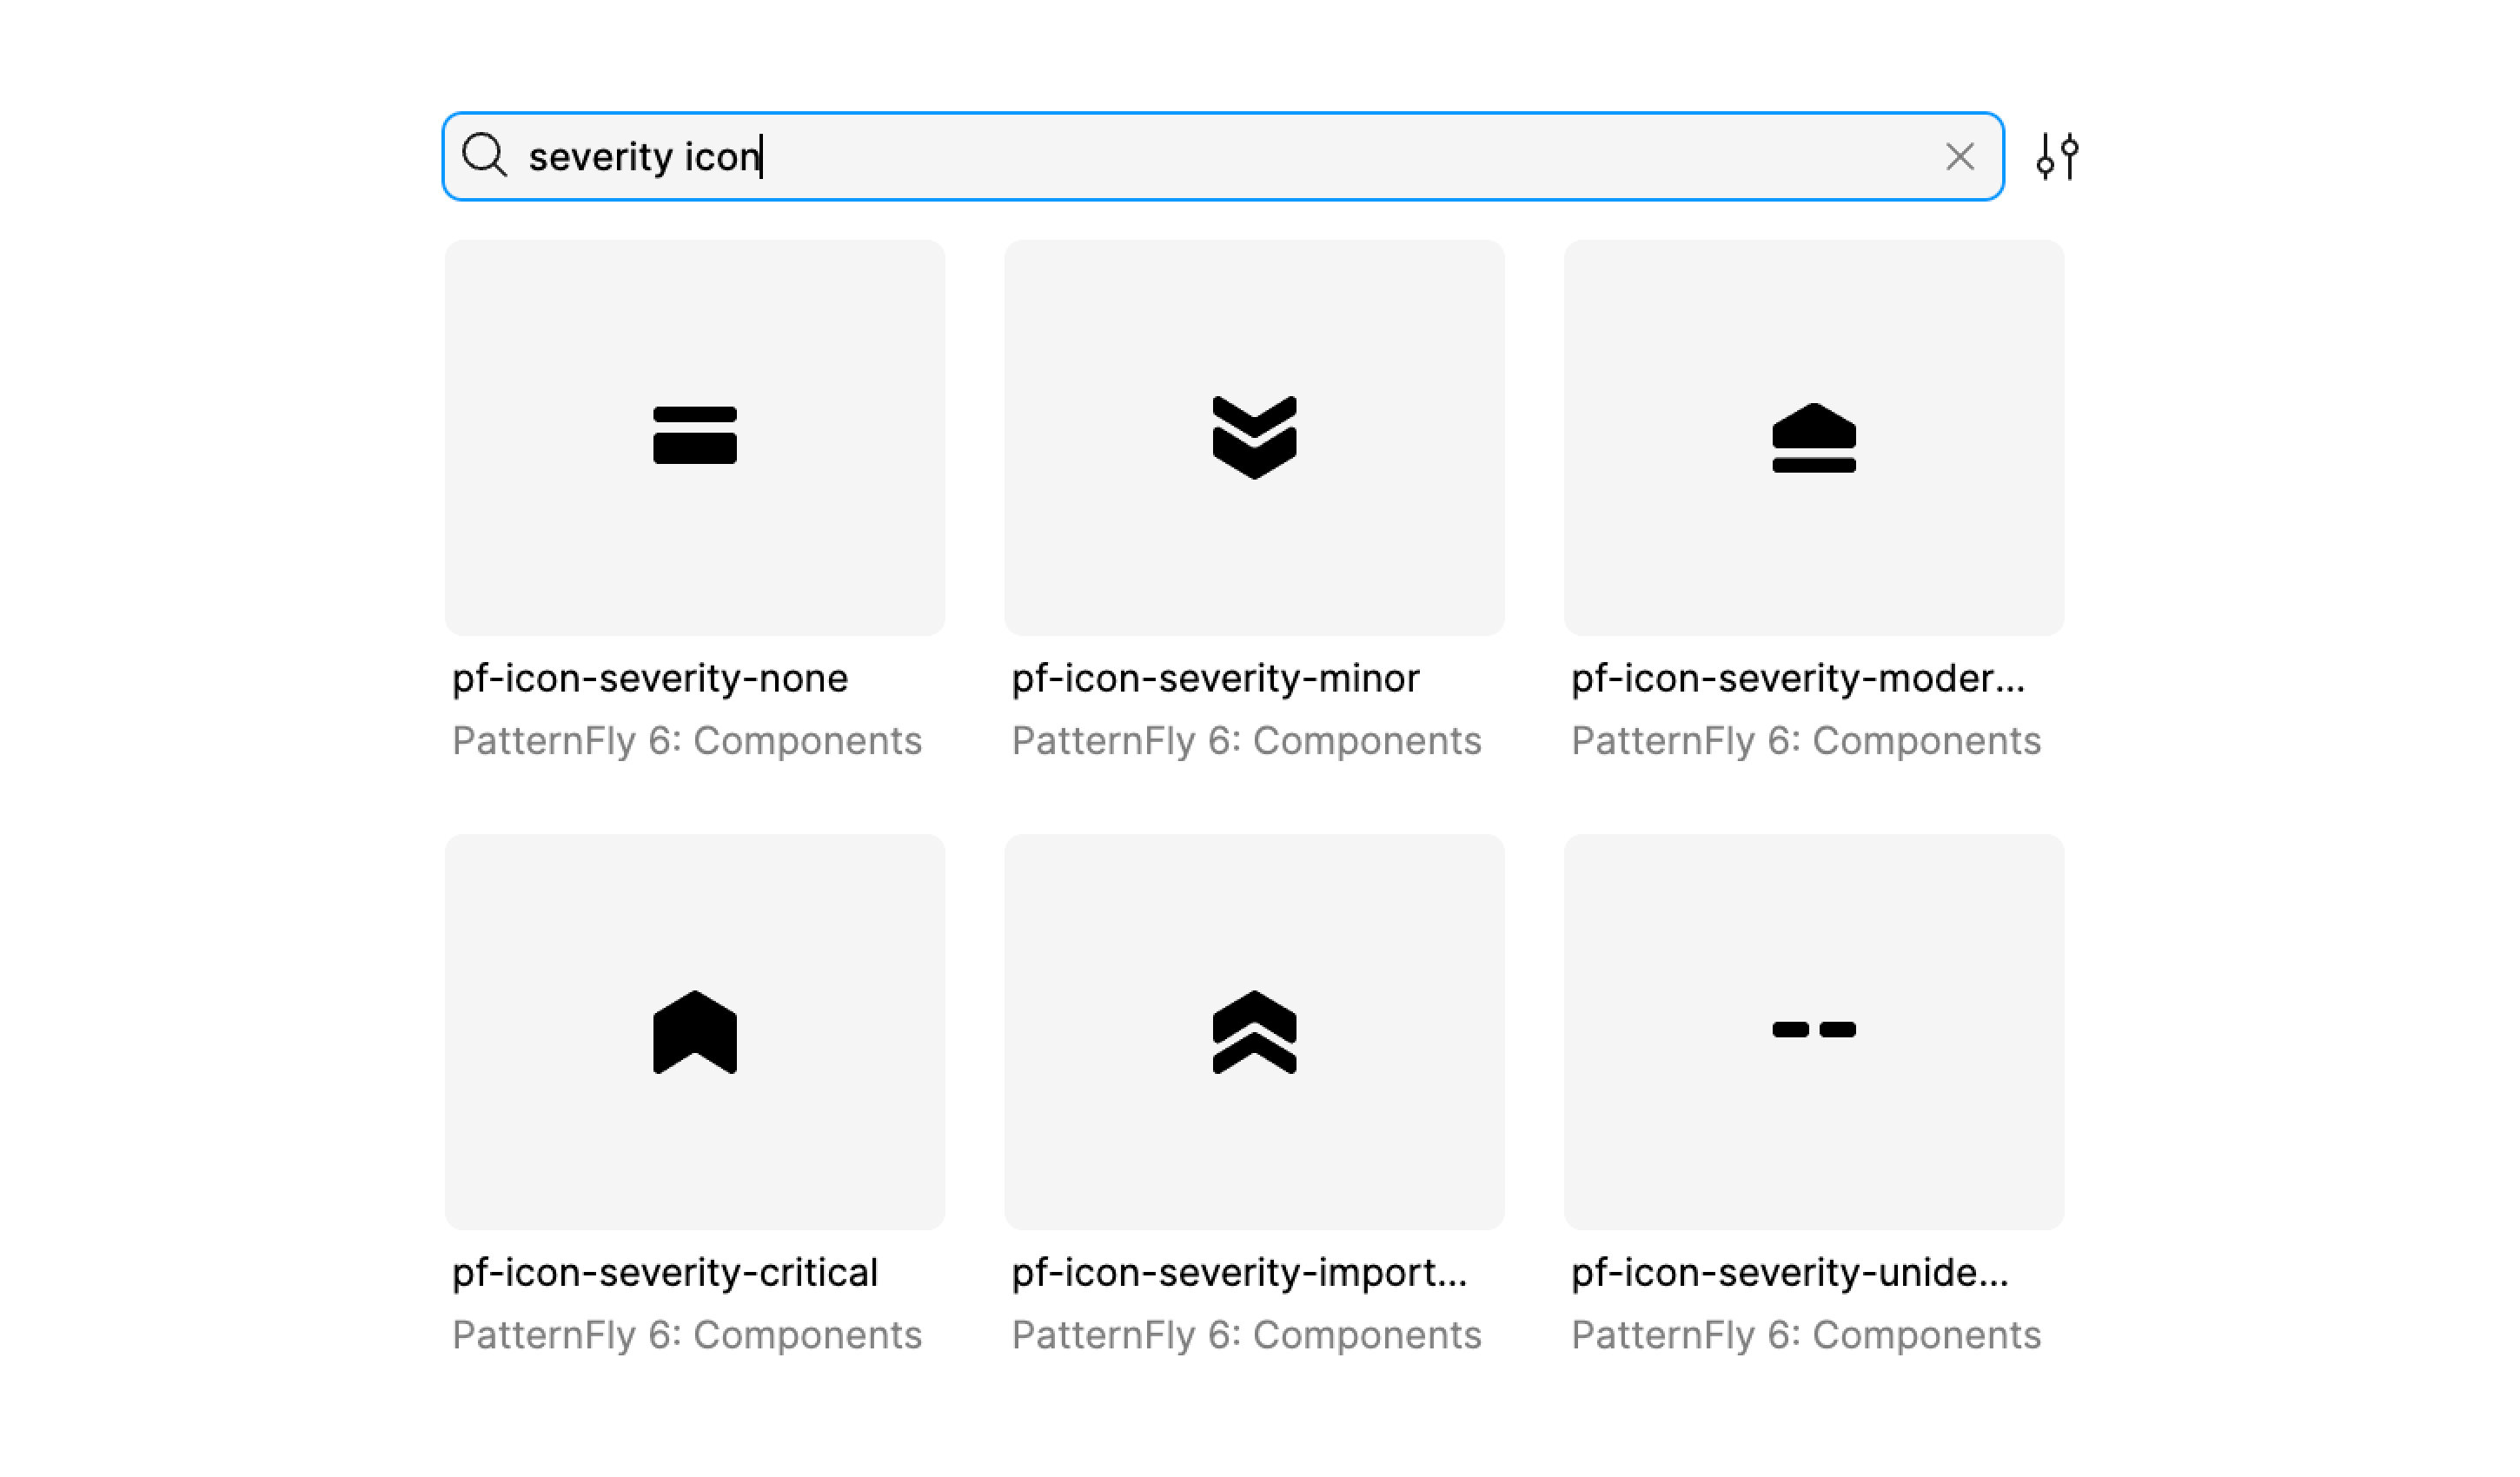 severity icon
pf-icon-severity-none
PatternFly 6: Components
pf-icon-severity-minor
PatternFly 6: Components
pf-icon-severity-moder...
PatternFly 6: Components
pf-icon-severity-critical
PatternFly 6: Components
pf-icon-severity-import...
PatternFly 6: Components
pf-icon-severity-unide...
PatternFly 6: Components